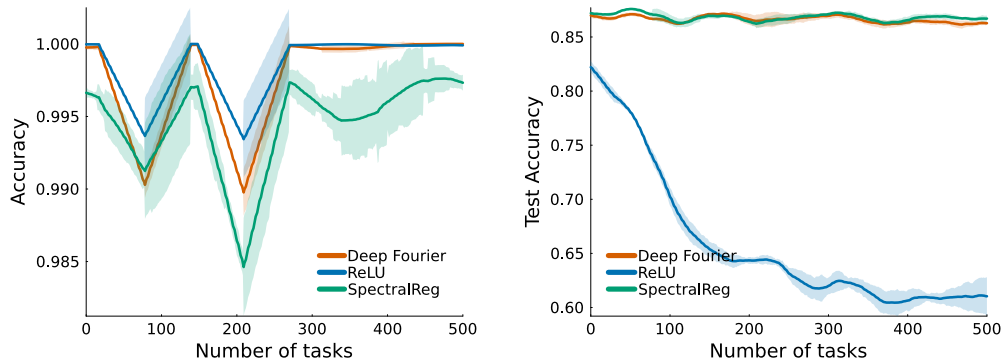 1.000
0.995
0.990
0.985
Accuracy
Deep Fourier
ReLU
SpectralReg
0 100 200 300 400 500
Number of tasks
0.85
0.80
0.75
0.70
0.65
0.60
Test Accuracy
Deep Fourier
ReLU
SpectralReg
0 100 200 300 400 500
Number of tasks